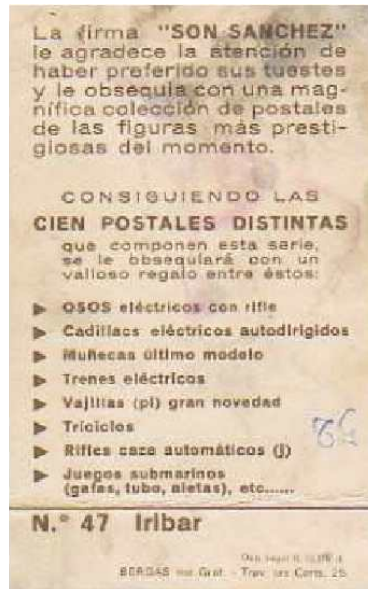 La firma "SON SANCHEZ"
le agradece la atención de
haber preferido sus tuestes
y le obsequia con una mag-
nífica colección de postales
de las figuras más presti-
giosas del momento.
CONSIGUIENDO LAS
CIEN POSTALES DISTINTAS
que componen esta serie,
se le obsequiará con un
valioso regalo entre éstos:
► OSOS eléctricos con rifle
► Cadillacs eléctricos autodirigidos
► Muñecas último modelo
► Trenes eléctricos
► Vajillas (pl) gran novedad
► Triciclos
► Rifles caza automáticos (j)
► Juegos submarinos
(gafas, tubo, aletas), etc......
N.° 47 Iribar
BERGAS Graf. - Trav. Corts. 25